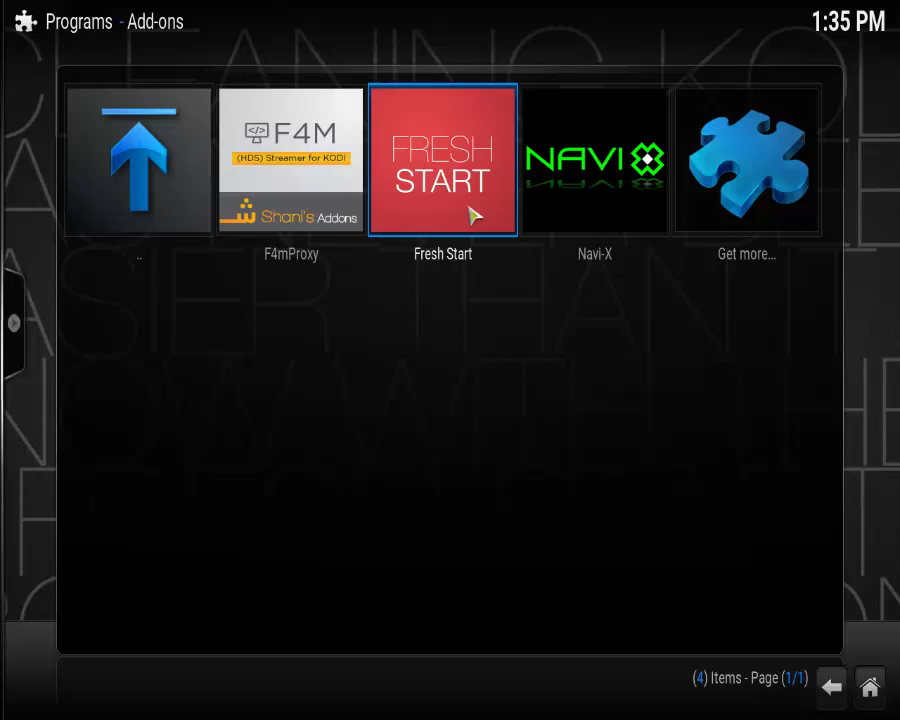 Programs - Add-ons
1:35 PM
F4M
(HDS) Streamer for KODI
شـ Shani's Addons
FRESH
START
NAVI X
..
F4mProxy
Fresh Start
Navi-X
Get more...
(4) Items - Page (1/1)